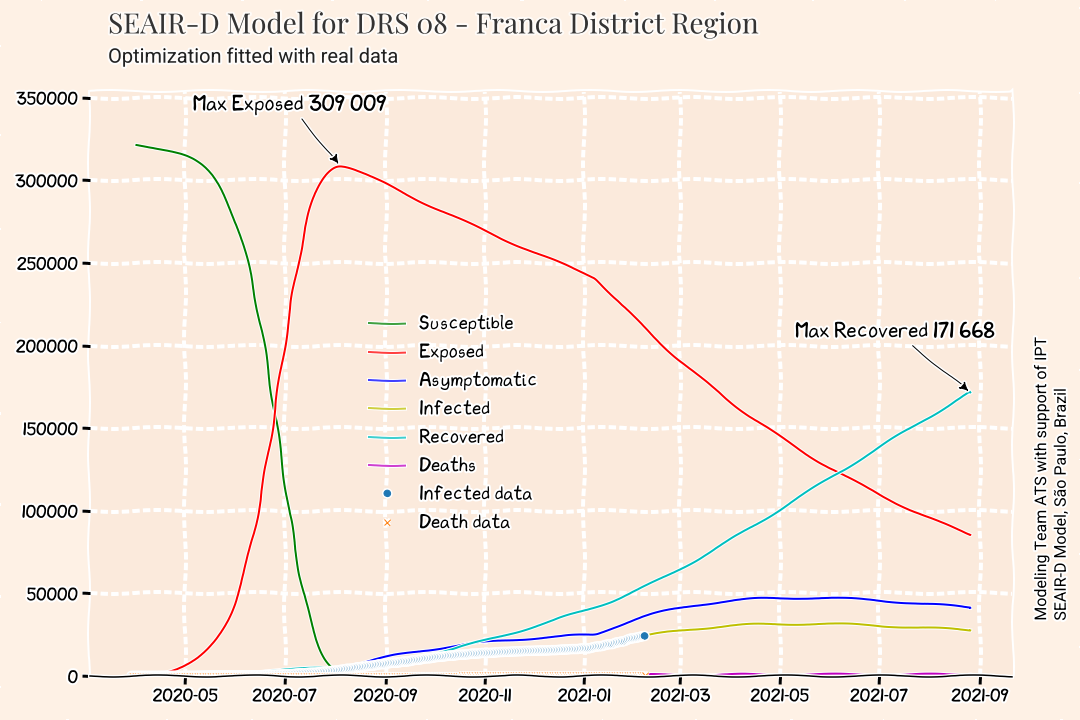 SEAIR-D Model for DRS 08 - Franca District Region
Optimization fitted with real data
350000
300000
250000
200000
150000
100000
50000
0
Max Exposed 309 009
Max Recovered 171 668
Susceptible
Exposed
Asymptomatic
Infected
Recovered
Deaths
Infected data
Death data
2020-05
2020-07
2020-09
2020-11
2021-01
2021-03
2021-05
2021-07
2021-09
Modeling Team ATS with support of IPT
SEAIR-D Model, São Paulo, Brazil